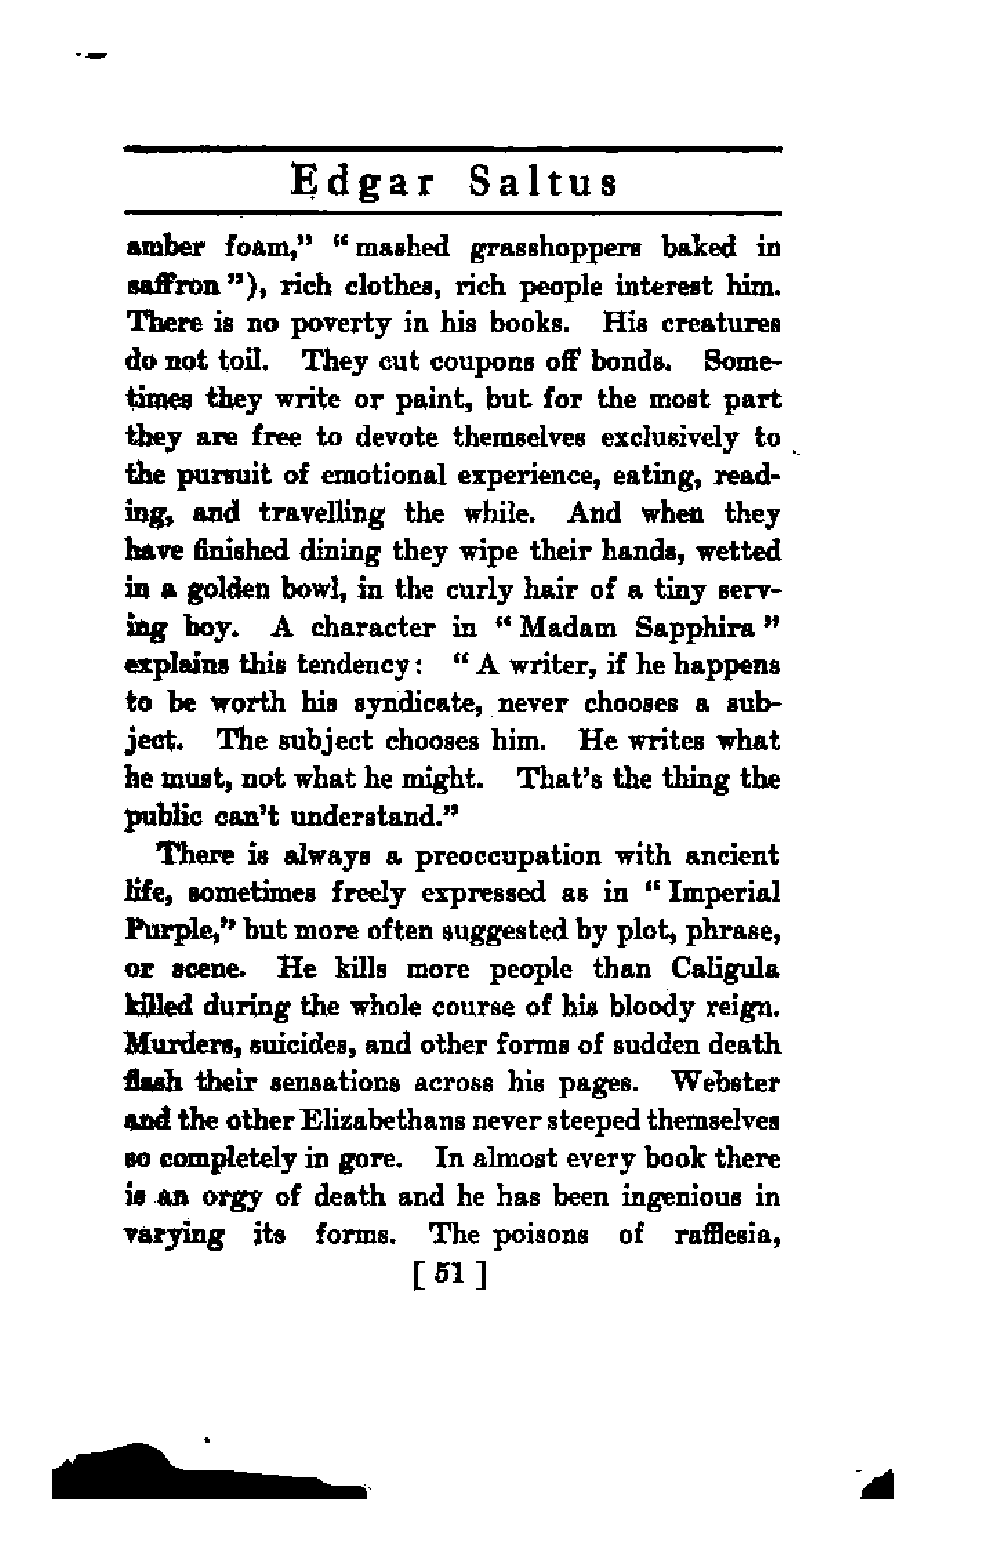 Edgar Saltus
amber foam," "mashed grasshoppers baked in
saffron"), rich clothes, rich people interest him.
There is no poverty in his books. His creatures
do not toil. They cut coupons off bonds. Some-
times they write or paint, but for the most part
they are free to devote themselves exclusively to
the pursuit of emotional experience, eating, read-
ing, and travelling the while. And when they
have finished dining they wipe their hands, wetted
in a golden bowl, in the curly hair of a tiny serv-
ing boy. A character in "Madam Sapphira"
explains this tendency: "A writer, if he happens
to be worth his syndicate, never chooses a sub-
ject. The subject chooses him. He writes what
he must, not what he might. That's the thing the
public can't understand."
There is always a preoccupation with ancient
life, sometimes freely expressed as in "Imperial
Purple," but more often suggested by plot, phrase,
or scene. He kills more people than Caligula
killed during the whole course of his bloody reign.
Murders, suicides, and other forms of sudden death
flash their sensations across his pages. Webster
and the other Elizabethans never steeped themselves
so completely in gore. In almost every book there
is an orgy of death and he has been ingenious in
varying its forms. The poisons of rafflesia,
[ 51 ]